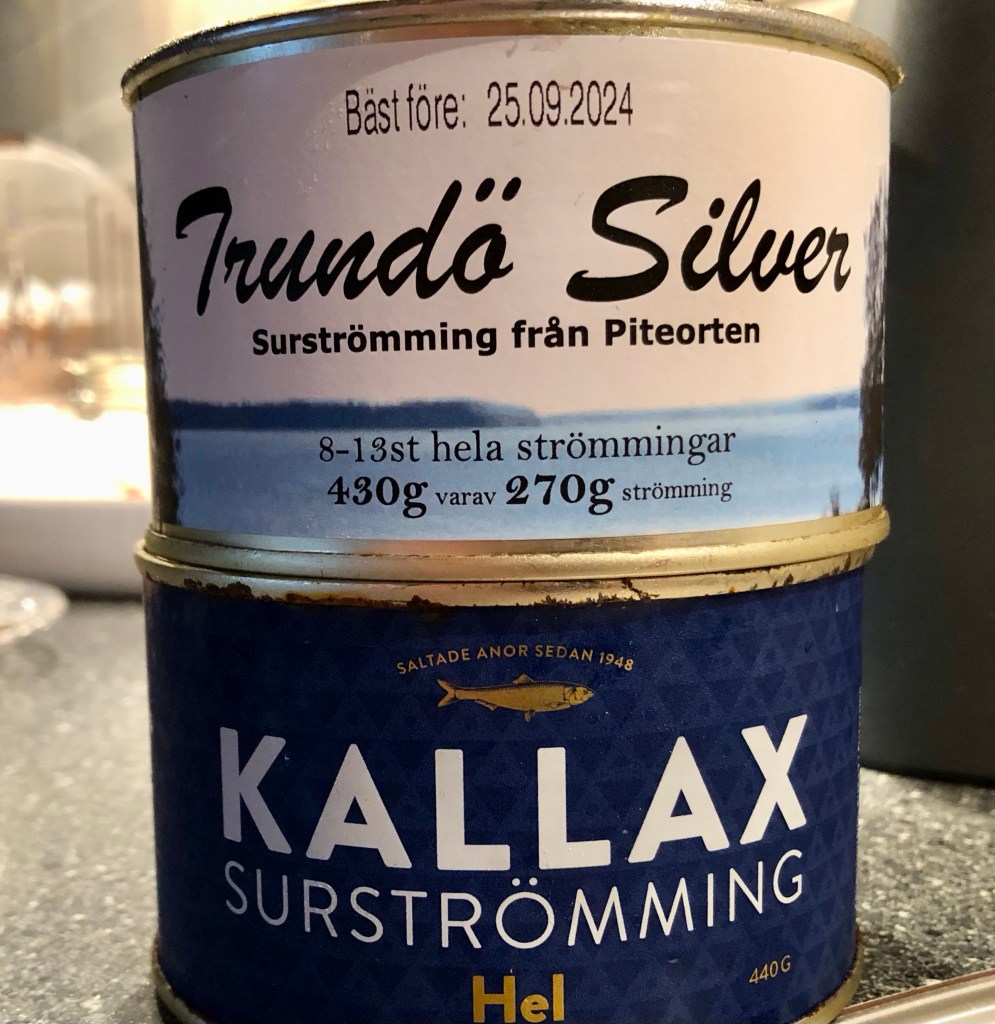 Bäst före: 25.09.2024
Trundö Silver
Surströmming från Piteorten
8-13st hela strömmingar
430g varav 270g strömming
SALTADE ANOR SEDAN 1948
KALLAX
SURSTRÖMMING
440G
Hel